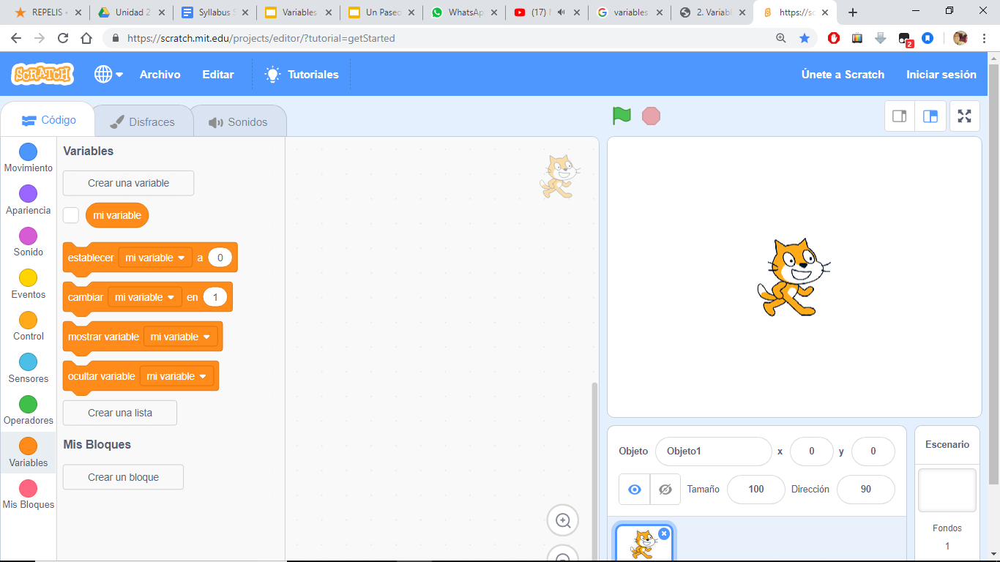 REPELIS
Unidad 2
Syllabus S
Variables
Un Paseo
WhatsAp
(17)
variables
2. Variabl
https://sc
https://scratch.mit.edu/projects/editor/?tutorial=getStarted
2
SCRATCH
Archivo
Editar
Tutoriales
Únete a Scratch
Iniciar sesión
Código
Disfraces
Sonidos
Movimiento
Apariencia
Sonido
Eventos
Control
Sensores
Operadores
Variables
Mis Bloques
Variables
Crear una variable
mi variable
establecer mi variable a 0
cambiar mi variable en 1
mostrar variable mi variable
ocultar variable mi variable
Crear una lista
Mis Bloques
Crear un bloque
Objeto Objeto1 x 0 y 0
Tamaño 100 Dirección 90
Escenario
Fondos
1